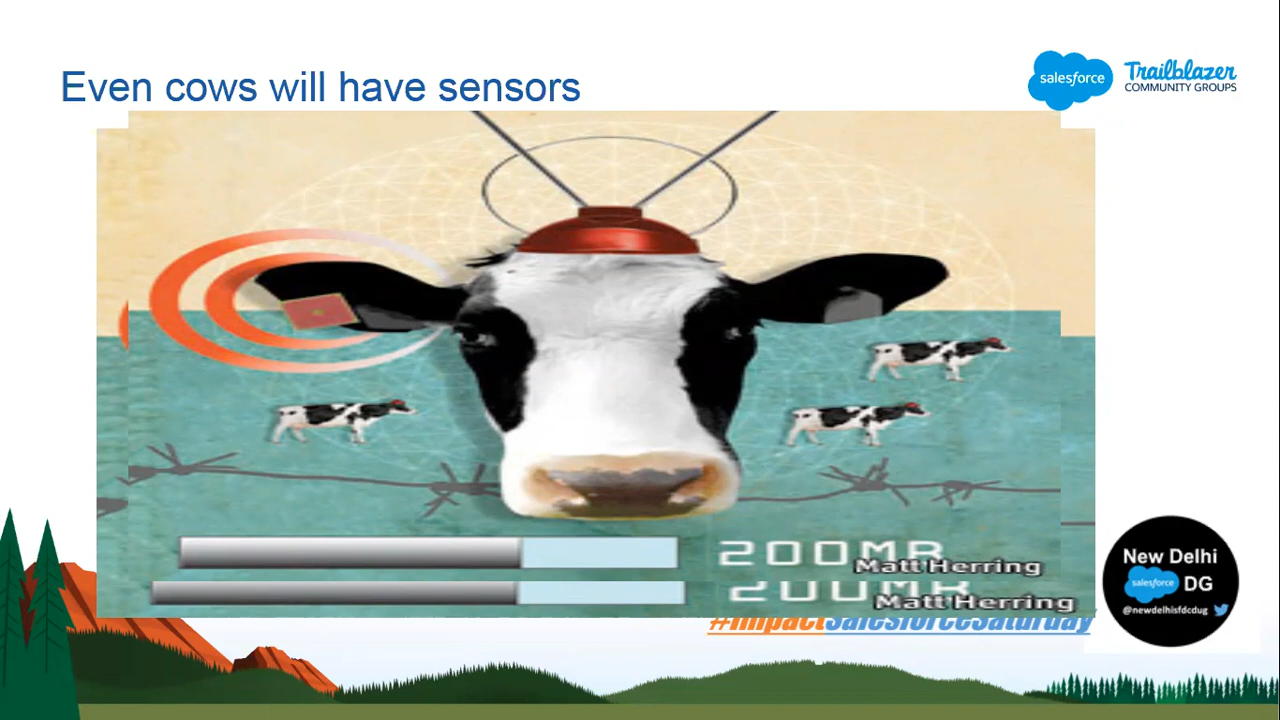 Even cows will have sensors
salesforce
Trailblazer
COMMUNITY GROUPS
200MB
Matt Herring
200MB
Matt Herring
#ImpactSalesforceSaturday
New Delhi
salesforce DG
@newdelhisfdcdug